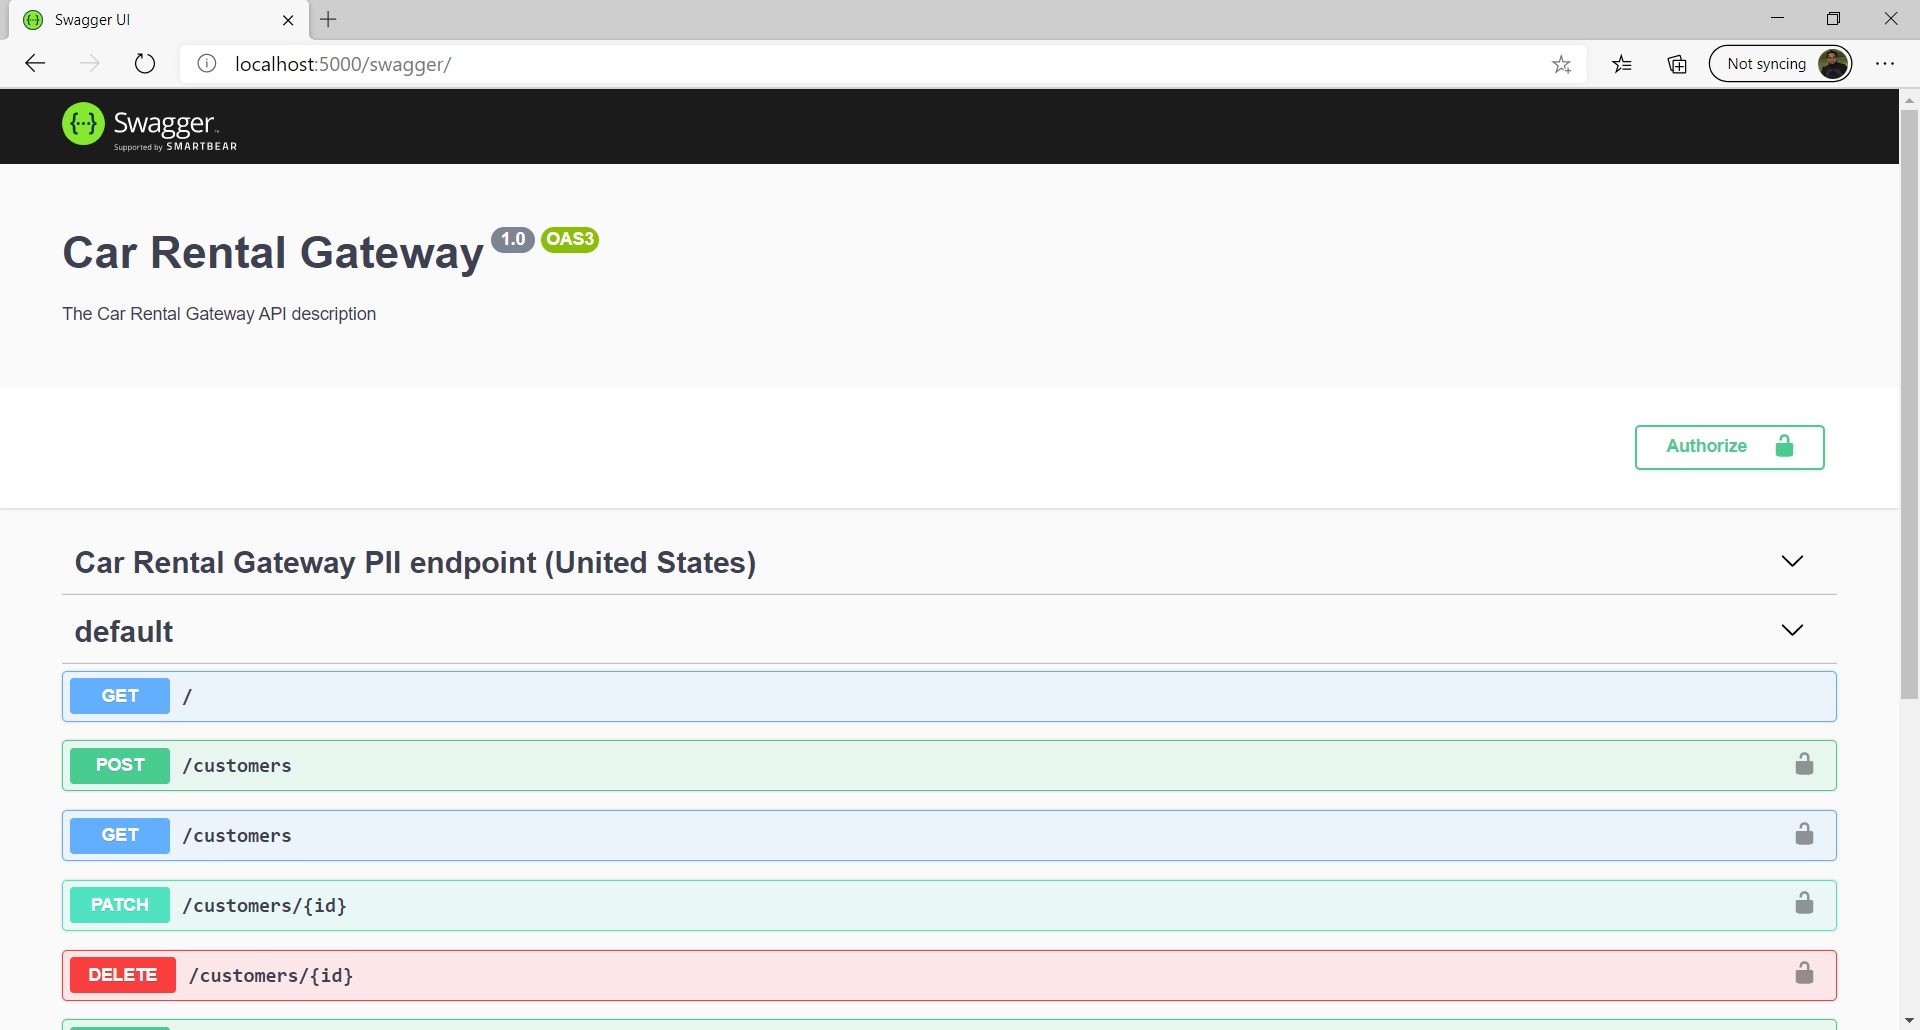 Swagger UI
localhost:5000/swagger/
Not syncing
{···} Swagger™
Supported by SMARTBEAR
Car Rental Gateway 1.0 OAS3
The Car Rental Gateway API description
Authorize
Car Rental Gateway PII endpoint (United States)
default
GET /
POST /customers
GET /customers
PATCH /customers/{id}
DELETE /customers/{id}